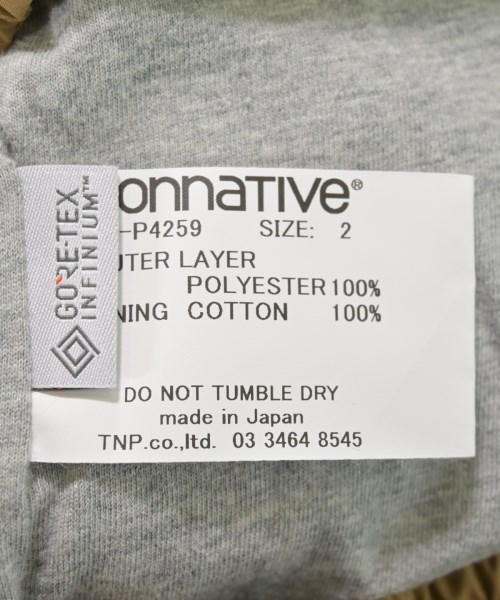 onnative®
-P4259 SIZE: 2
UTER LAYER
POLYESTER 100%
NING COTTON 100%
DO NOT TUMBLE DRY
made in Japan
TNP.co.,ltd. 03 3464 8545
GORE-TEX
INFINIUM™